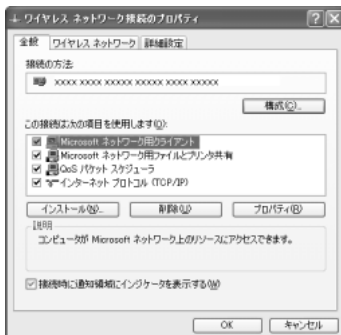 ワイヤレス ネットワーク接続のプロパティ
全般 ワイヤレス ネットワーク 詳細設定
接続の方法:
xxxx xxxx xxxxx xxxxx xxxx xxxxx
構成(C)...
この接続は次の項目を使用します(O):
Microsoft ネットワーク用クライアント
Microsoft ネットワーク用ファイルとプリンタ共有
QoS パケット スケジューラ
インターネット プロトコル (TCP/IP)
インストール(N)... 削除(U) プロパティ(R)
説明
コンピュータが Microsoft ネットワーク上のリソースにアクセスできます。
接続時に通知領域にインジケータを表示する(W)
OK キャンセル